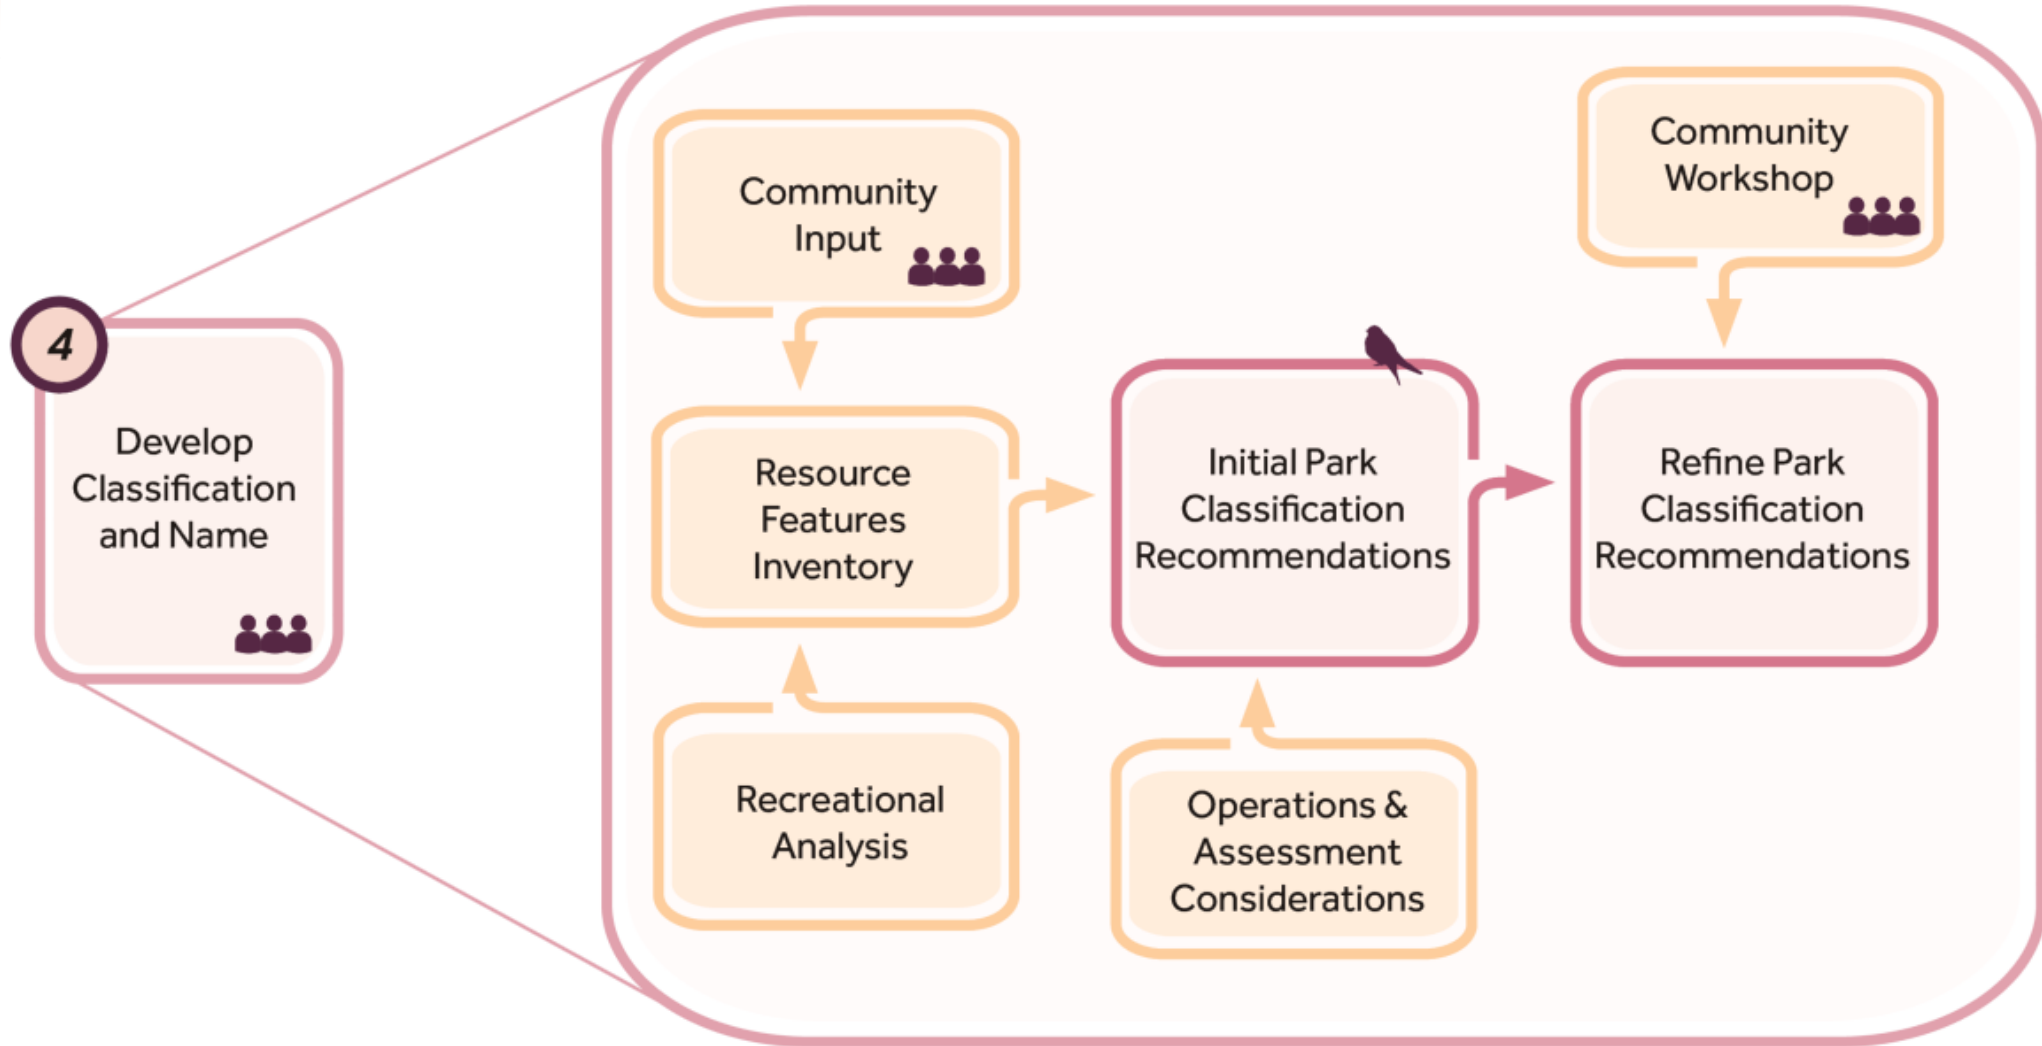 4
Develop
Classification
and Name
Community
Input
Resource
Features
Inventory
Recreational
Analysis
Initial Park
Classification
Recommendations
Operations &
Assessment
Considerations
Community
Workshop
Refine Park
Classification
Recommendations